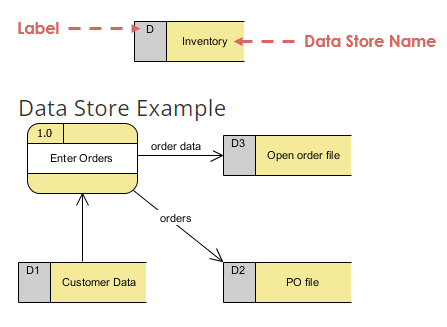 Label
D
Inventory
Data Store Name
Data Store Example
1.0
Enter Orders
order data
D3
Open order file
orders
D1
Customer Data
D2
PO file